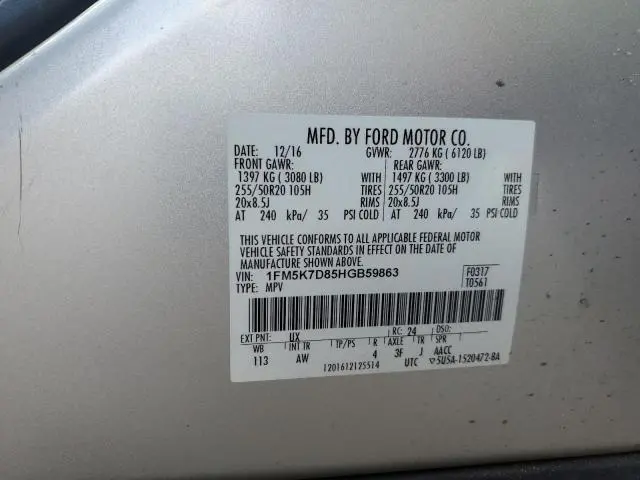 MFD. BY FORD MOTOR CO.
DATE: 12/16 GVWR: 2776 KG ( 6120 LB)
FRONT GAWR: REAR GAWR:
1397 KG ( 3080 LB) WITH 1497 KG ( 3300 LB) WITH
255/50R20 105H TIRES 255/50R20 105H TIRES
20x8.5J RIMS 20x8.5J RIMS
AT 240 kPa/ 35 PSI COLD AT 240 kPa/ 35 PSI COLD
THIS VEHICLE CONFORMS TO ALL APPLICABLE FEDERAL MOTOR
VEHICLE SAFETY STANDARDS IN EFFECT ON THE DATE OF
MANUFACTURE SHOWN ABOVE.
VIN: 1FM5K7D85HGB59863 F0317
TYPE: MPV T0561
EXT PNT: UX RC: 24 DSO:
WB INT TR TP/PS R AXLE TR SPR
113 AW 4 3F J AACC
1201612125514 UTC 5U5A-1520472-BA